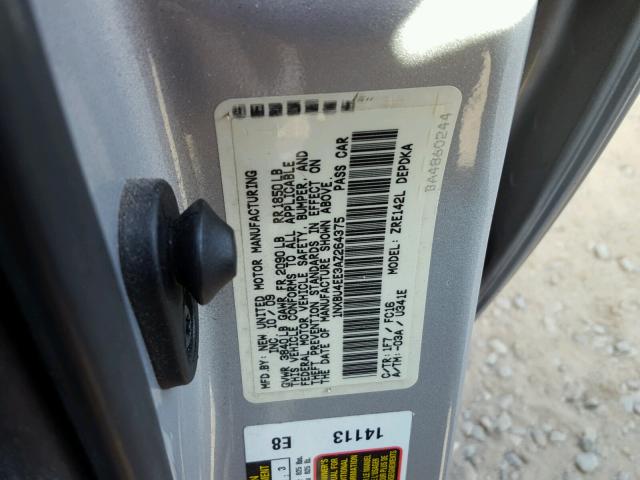 MFD. BY: NEW UNITED MOTOR MANUFACTURING
INC. 10/09
GVWR 3840LB GAWR FR 2090LB RR 1850LB
THIS VEHICLE CONFORMS TO ALL APPLICABLE
FEDERAL MOTOR VEHICLE SAFETY, BUMPER, AND
THEFT PREVENTION STANDARDS IN EFFECT ON
THE DATE OF MANUFACTURE SHOWN ABOVE.
1NXBU4EE3AZ264375 PASS CAR
MODEL: ZRE142L DEPDKA
C/TR: 1F7 / FC16
A/TM: -03A / U341E
BA4860244
14113
E8